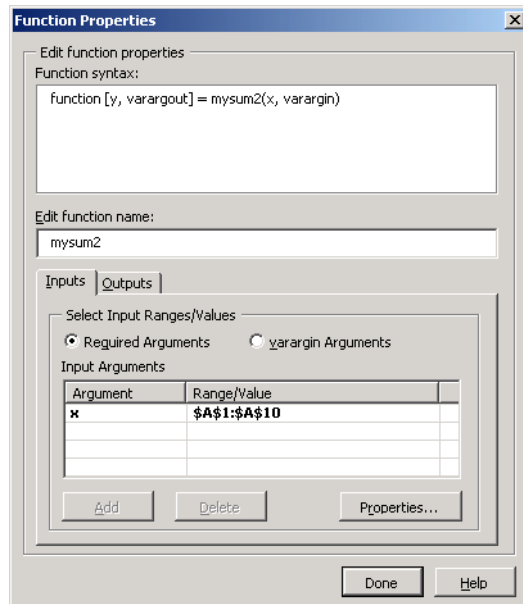 Function Properties
Edit function properties
Function syntax:
function [y, varargout] = mysum2(x, varargin)
Edit function name:
mysum2
Inputs Outputs
Select Input Ranges/Values
Required Arguments varargin Arguments
Input Arguments
Argument Range/Value
x $A$1:$A$10
Add Delete Properties...
Done Help